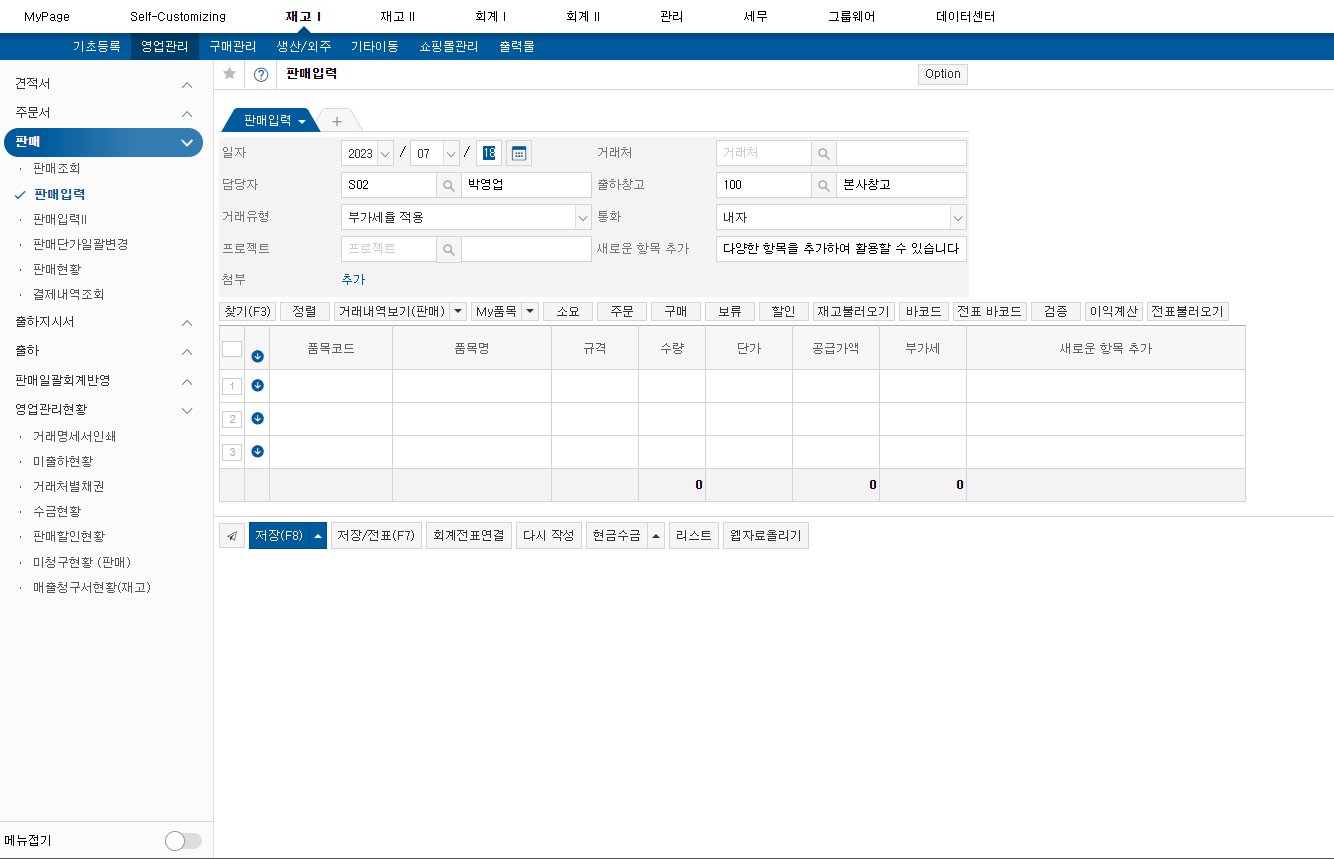 MyPage Self-Customizing 재고 I 재고 II 회계 I 회계 II 관리 세무 그룹웨어 데이터센터
기초등록 영업관리 구매관리 생산/외주 기타이동 쇼핑몰관리 출력물
견적서
주문서
판매
· 판매조회
판매입력
· 판매입력II
· 판매단가일괄변경
· 판매현황
· 결제내역조회
출하지시서
출하
판매일괄회계반영
영업관리현황
· 거래명세서인쇄
· 미출하현황
· 거래처별채권
· 수금현황
· 판매할인현황
· 미청구현황 (판매)
· 매출청구서현황(재고)
메뉴접기
판매입력 Option
판매입력 +
일자 2023 / 07 / 18 거래처 거래처
담당자 S02 박영업 출하창고 100 본사창고
거래유형 부가세율 적용 통화 내자
프로젝트 프로젝트 새로운 항목 추가 다양한 항목을 추가하여 활용할 수 있습니다
첨부 추가
찾기(F3) 정렬 거래내역보기(판매) My품목 소요 주문 구매 보류 할인 재고불러오기 바코드 전표 바코드 검증 이익계산 전표불러오기
품목코드 품목명 규격 수량 단가 공급가액 부가세 새로운 항목 추가
1
2
3
0 0 0
저장(F8) 저장/전표(F7) 회계전표연결 다시 작성 현금수금 리스트 웹자료올리기